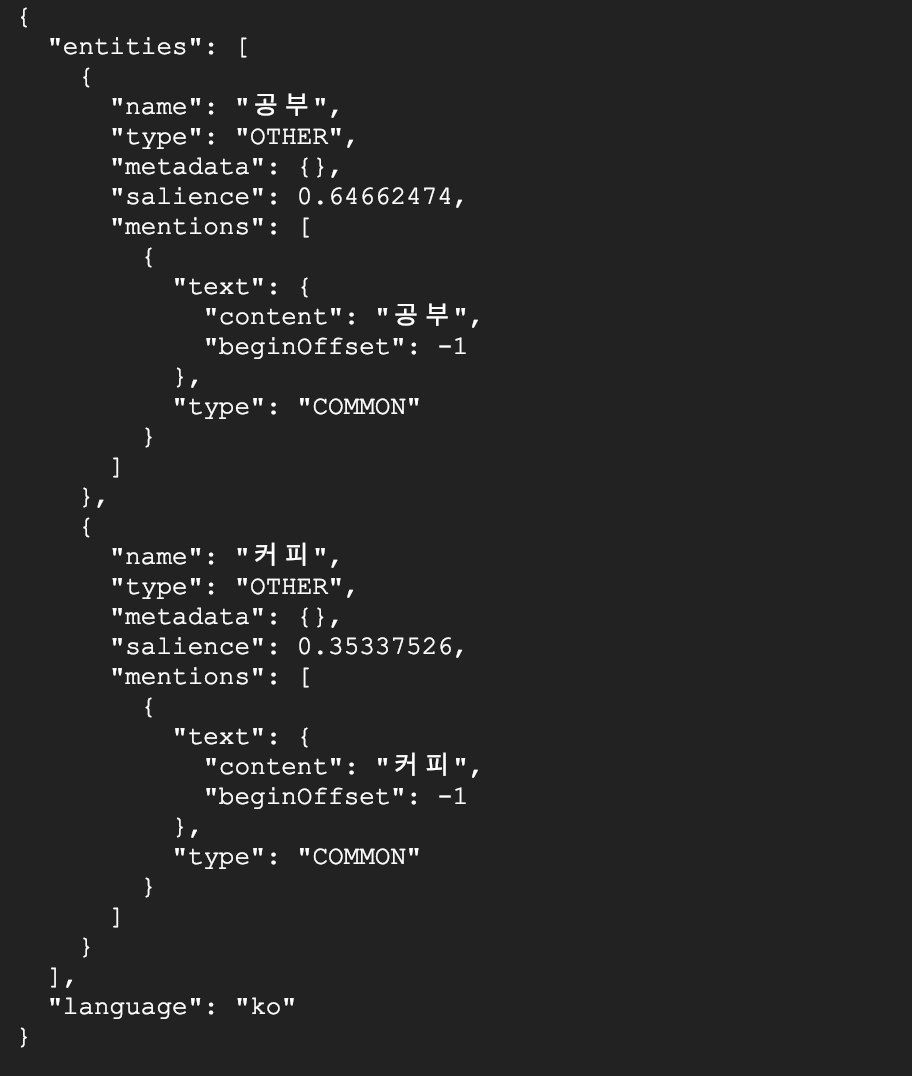 {
  "entities": [
    {
      "name": "공부",
      "type": "OTHER",
      "metadata": {},
      "salience": 0.64662474,
      "mentions": [
        {
          "text": {
            "content": "공부",
            "beginOffset": -1
          },
          "type": "COMMON"
        }
      ]
    },
    {
      "name": "커피",
      "type": "OTHER",
      "metadata": {},
      "salience": 0.35337526,
      "mentions": [
        {
          "text": {
            "content": "커피",
            "beginOffset": -1
          },
          "type": "COMMON"
        }
      ]
    }
  ],
  "language": "ko"
}